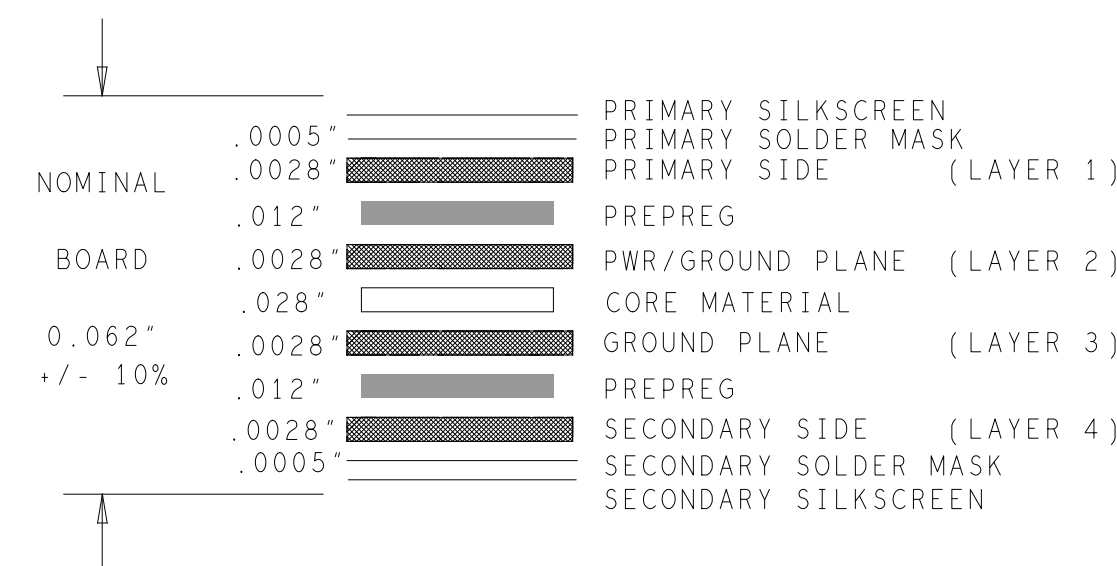 PRIMARY SILKSCREEN
.0005" PRIMARY SOLDER MASK
.0028" PRIMARY SIDE (LAYER 1)
NOMINAL
.012" PREPREG
BOARD .0028" PWR/GROUND PLANE (LAYER 2)
.028" CORE MATERIAL
0.062" .0028" GROUND PLANE (LAYER 3)
+/- 10%
.012" PREPREG
.0028" SECONDARY SIDE (LAYER 4)
.0005" SECONDARY SOLDER MASK
SECONDARY SILKSCREEN